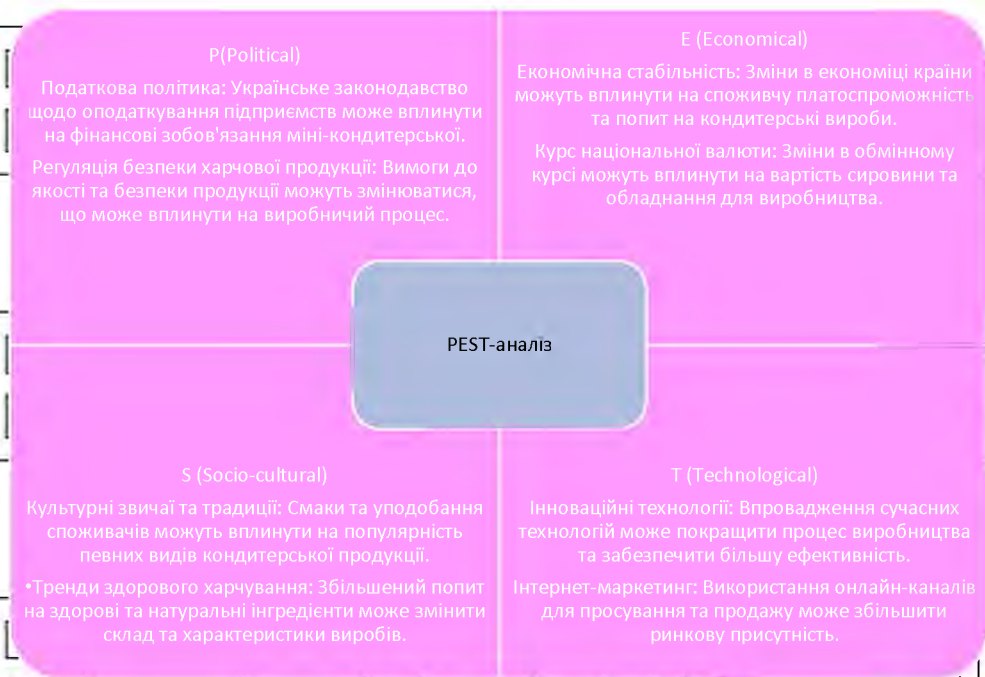 P(Political)
Податкова політика: Українське законодавство
щодо оподаткування підприємств може вплинути
на фінансові зобов'язання міні-кондитерської.
Регуляція безпеки харчової продукції: Вимоги до
якості та безпеки продукції можуть змінюватися,
що може вплинути на виробничий процес.
E (Economical)
Економічна стабільність: Зміни в економіці країни
можуть вплинути на споживчу платоспроможність
та попит на кондитерські вироби.
Курс національної валюти: Зміни в обмінному
курсі можуть вплинути на вартість сировини та
обладнання для виробництва.
PEST-аналіз
S (Socio-cultural)
Культурні звичаї та традиції: Смаки та уподобання
споживачів можуть вплинути на популярність
певних видів кондитерської продукції.
•Тренди здорового харчування: Збільшений попит
на здорові та натуральні інгредієнти може змінити
склад та характеристики виробів.
T (Technological)
Інноваційні технології: Впровадження сучасних
технологій може покращити процес виробництва
та забезпечити більшу ефективність.
Інтернет-маркетинг: Використання онлайн-каналів
для просування та продажу може збільшити
ринкову присутність.